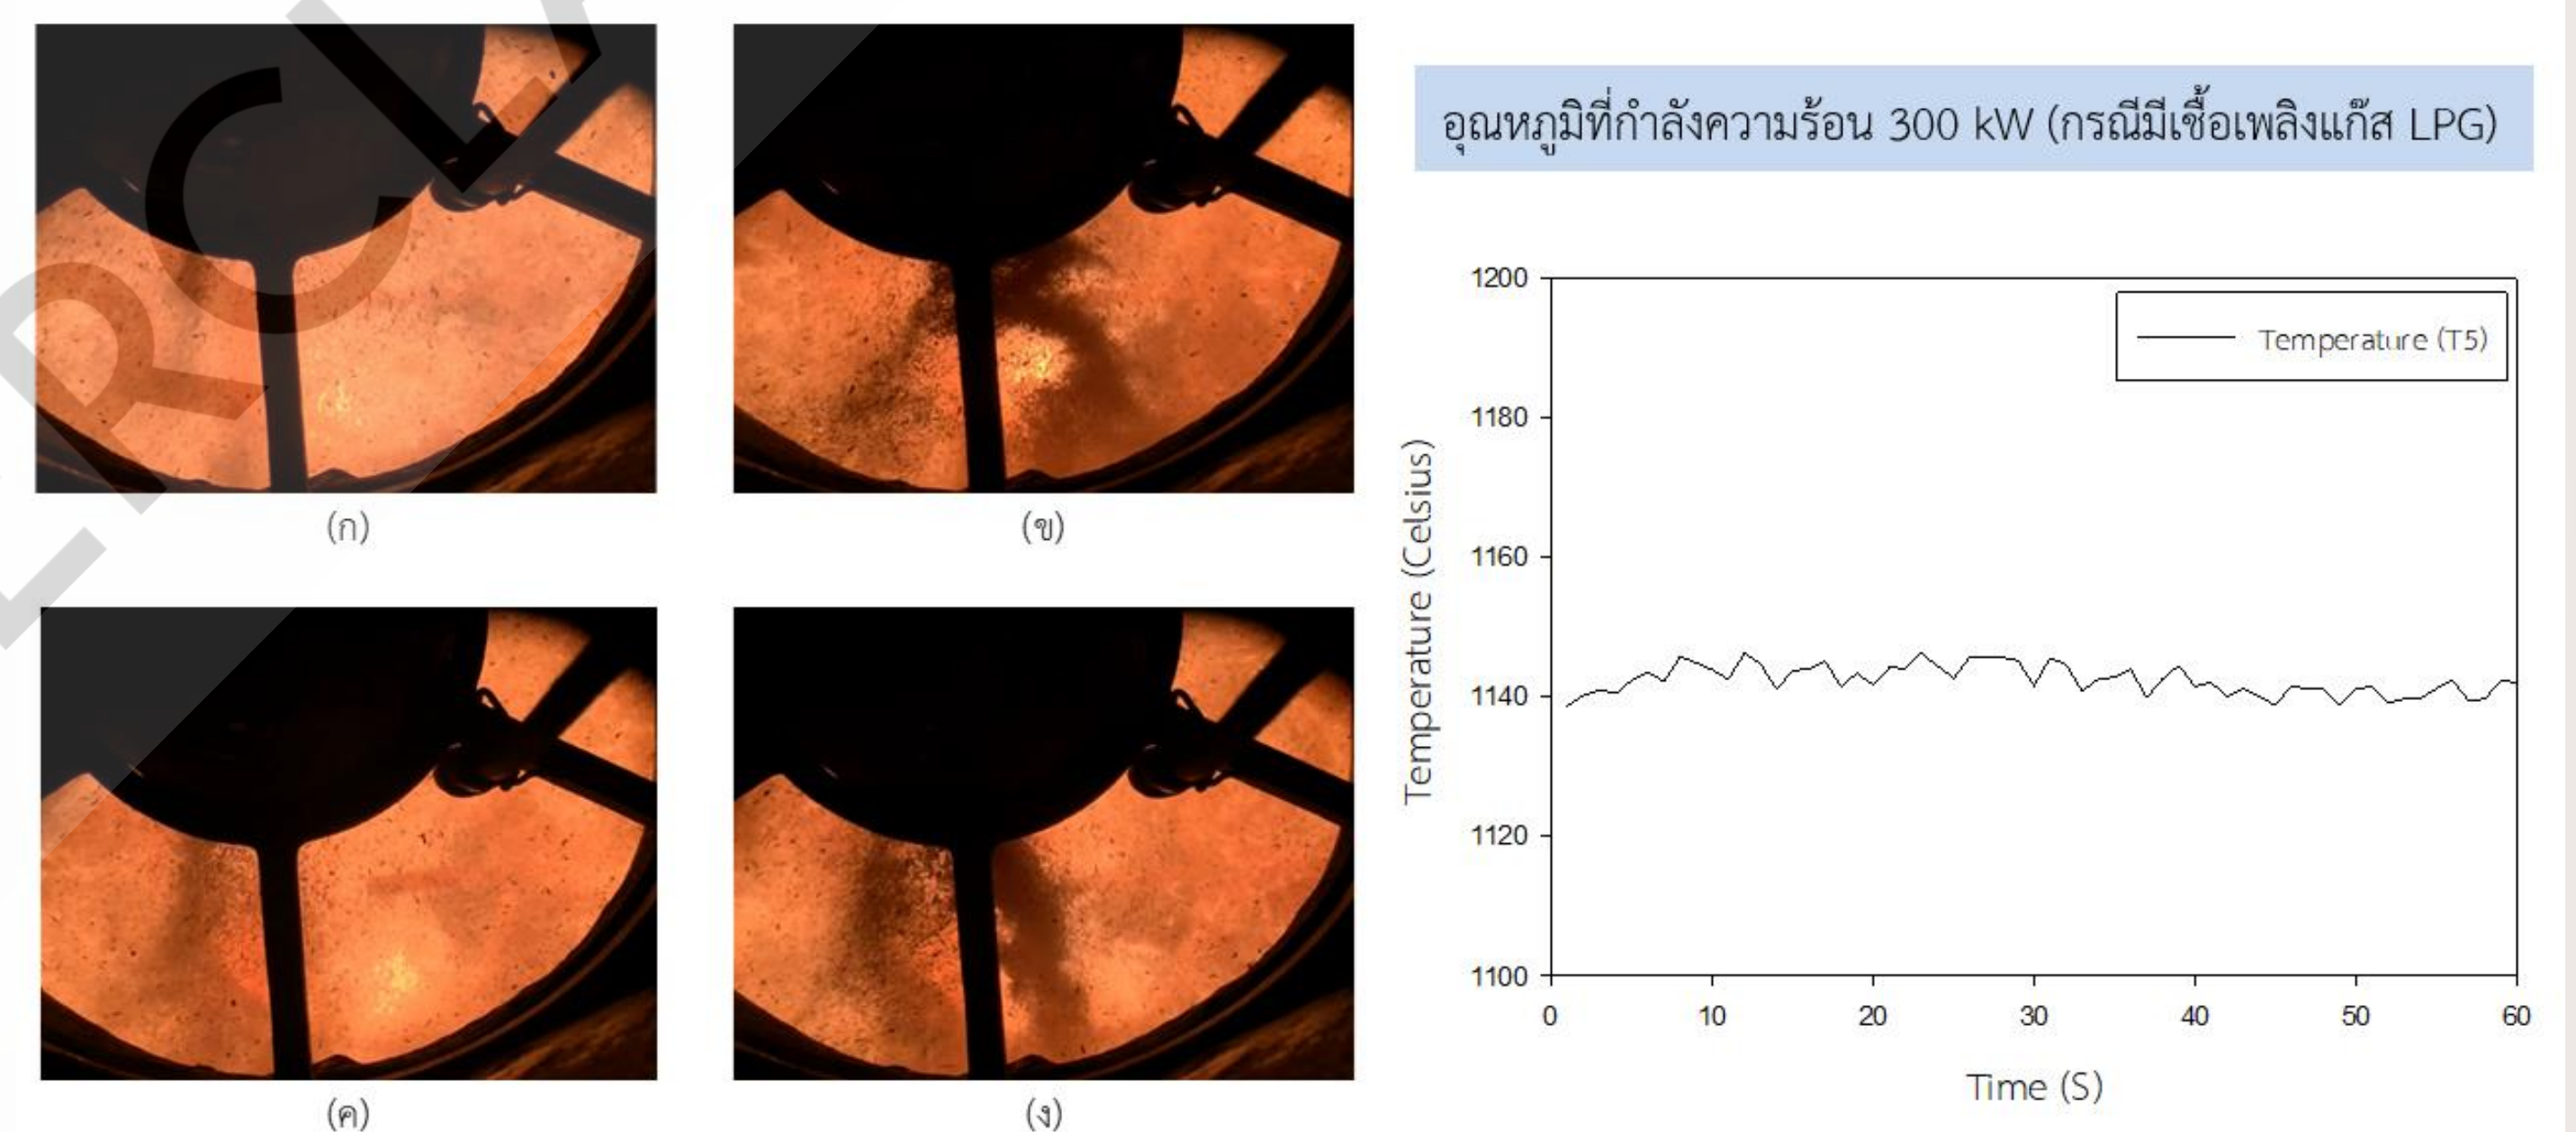 (ก)
(ข)
(ค)
(ง)
อุณหภูมิที่กำลังความร้อน 300 kW (กรณีมีเชื้อเพลิงแก๊ส LPG)
Temperature (T5)
Temperature (Celsius)
1200
1180
1160
1140
1120
1100
0 10 20 30 40 50 60
Time (S)